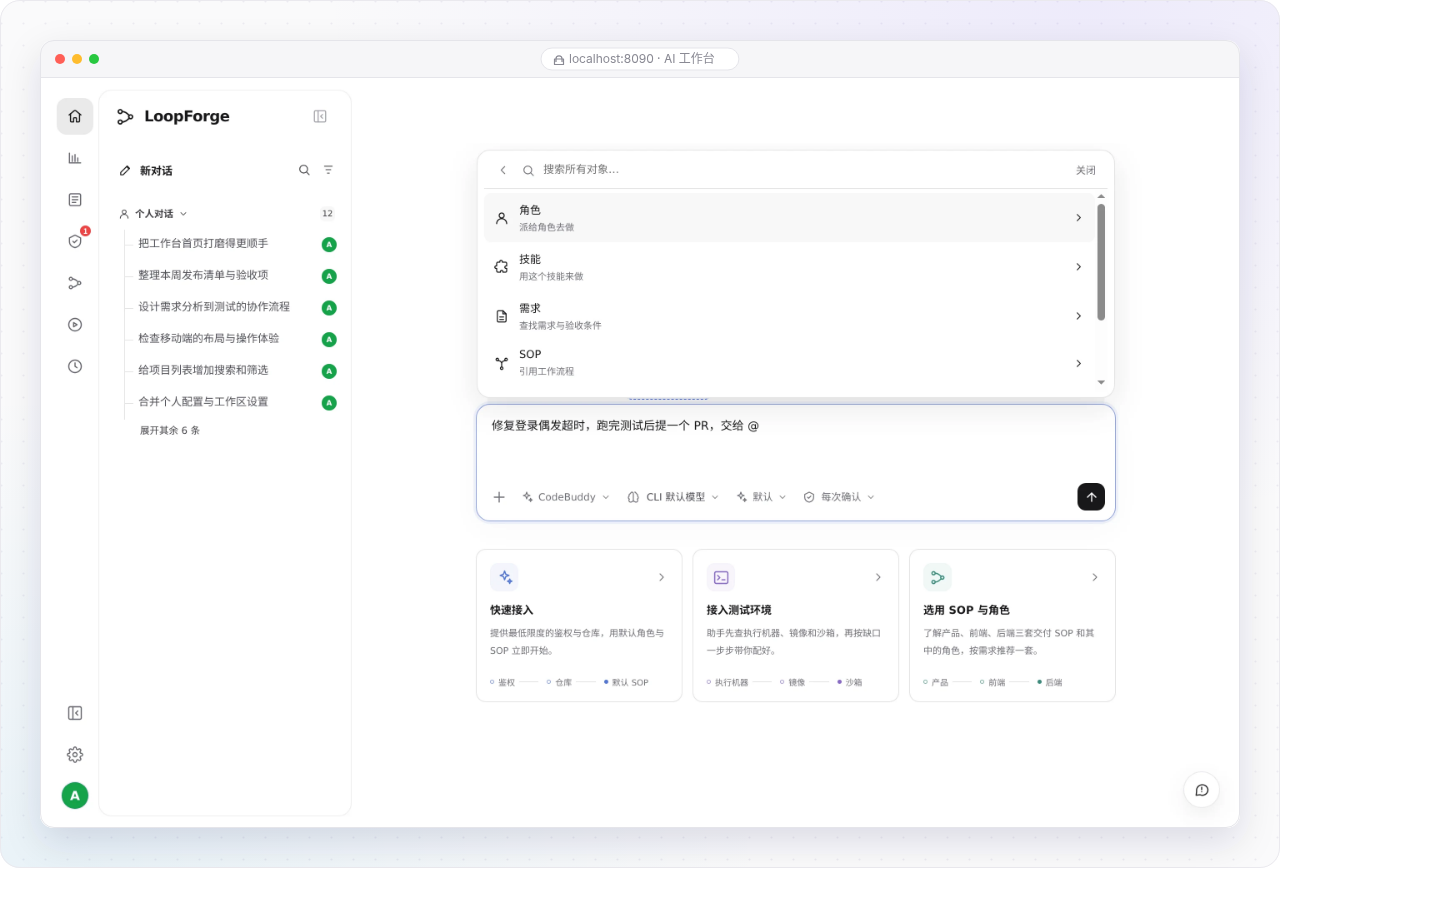 localhost:8090 · AI 工作台
LoopForge
新对话
个人对话
12
把工作台首页打磨得更顺手
A
整理本周发布清单与验收项
A
设计需求分析到测试的协作流程
A
检查移动端的布局与操作体验
A
给项目列表增加搜索和筛选
A
合并个人配置与工作区设置
A
展开其余 6 条
1
A
搜索所有对象...
关闭
角色
派给角色去做
技能
用这个技能来做
需求
查找需求与验收条件
SOP
引用工作流程
修复登录偶发超时，跑完测试后提一个 PR，交给 @
CodeBuddy
CLI 默认模型
默认
每次确认
快速接入
提供最低限度的鉴权与仓库，用默认角色与
SOP 立即开始。
鉴权
仓库
默认 SOP
接入测试环境
助手先查执行机器、镜像和沙箱，再按缺口
一步步带你配好。
执行机器
镜像
沙箱
选用 SOP 与角色
了解产品、前端、后端三套交付 SOP 和其
中的角色，按需求推荐一套。
产品
前端
后端